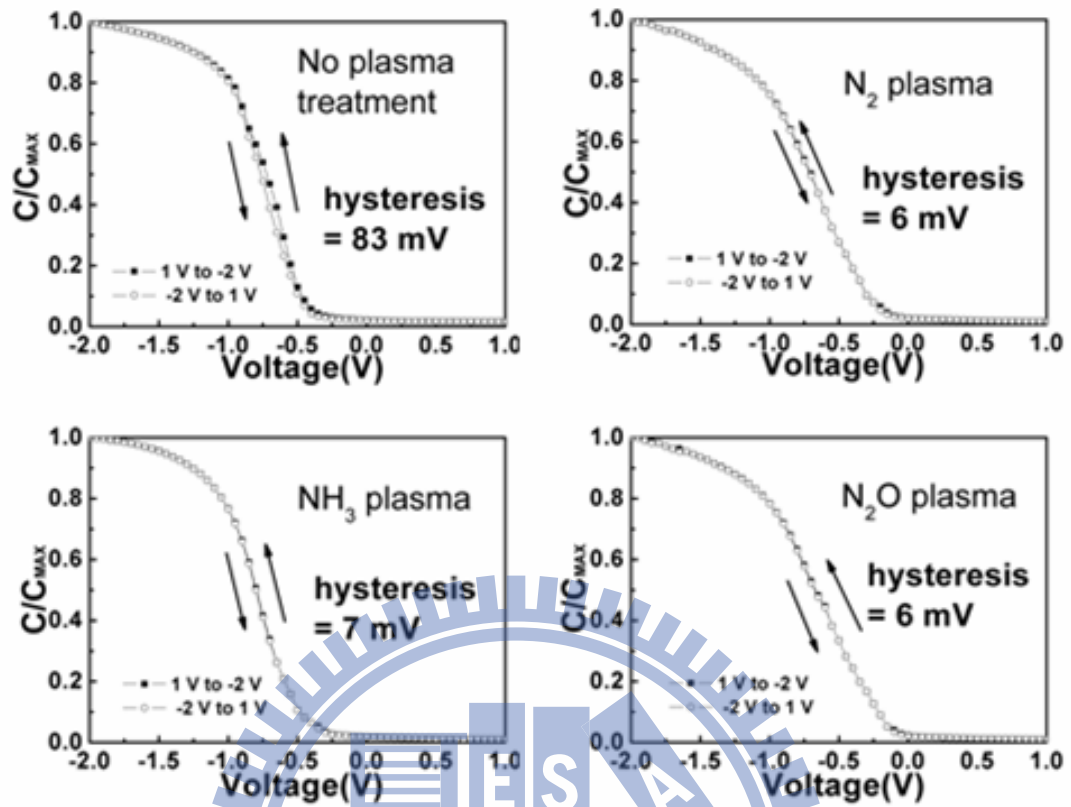 1.0
0.8
0.6
0.4
0.2
0.0
C/C_MAX
No plasma
treatment
hysteresis
= 83 mV
1 V to -2 V
-2 V to 1 V
-2.0 -1.5 -1.0 -0.5 0.0 0.5 1.0
Voltage(V)
1.0
0.8
0.6
0.4
0.2
0.0
C/C_MAX
N₂ plasma
hysteresis
= 6 mV
1 V to -2 V
-2 V to 1 V
-2.0 -1.5 -1.0 -0.5 0.0 0.5 1.0
Voltage(V)
1.0
0.8
0.6
0.4
0.2
0.0
C/C_MAX
NH₃ plasma
hysteresis
= 7 mV
1 V to -2 V
-2 V to 1 V
-2.0 -1.5 -1.0 -0.5 0.0 0.5 1.0
Voltage(V)
1.0
0.8
0.6
0.4
0.2
0.0
C/C_MAX
N₂O plasma
hysteresis
= 6 mV
1 V to -2 V
-2 V to 1 V
-2.0 -1.5 -1.0 -0.5 0.0 0.5 1.0
Voltage(V)
ESA